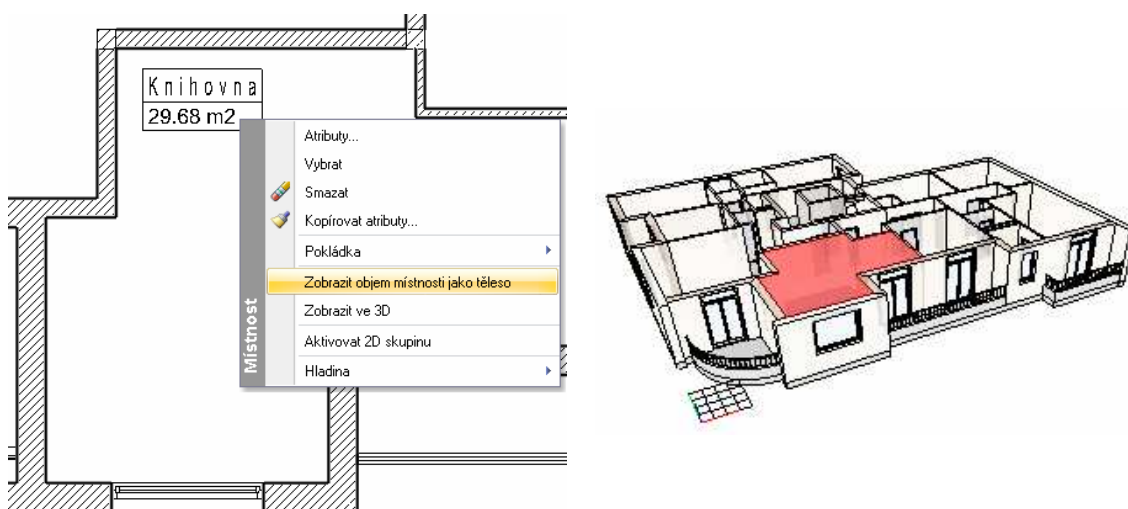 Knihovna
29.68 m2
Místnost
Atributy...
Vybrat
Smazat
Kopírovat atributy...
Pokládka
Zobrazit objem místnosti jako těleso
Zobrazit ve 3D
Aktivovat 2D skupinu
Hladina